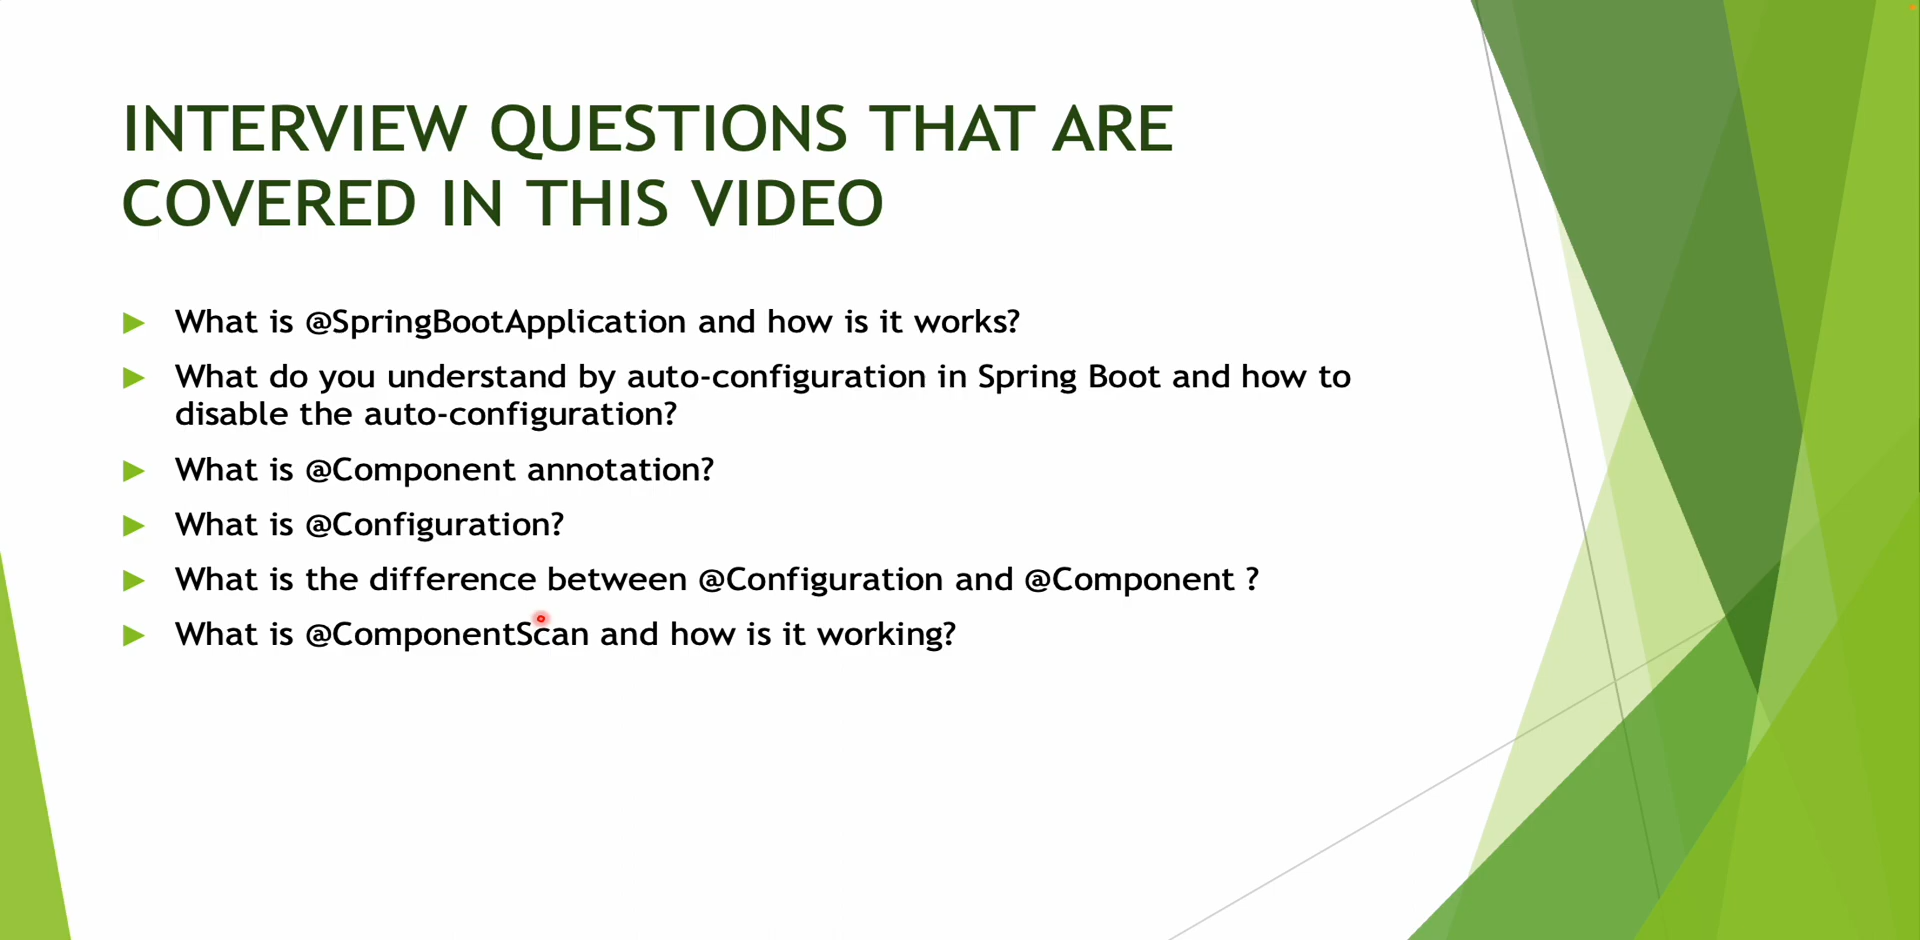 INTERVIEW QUESTIONS THAT ARE
COVERED IN THIS VIDEO
What is @SpringBootApplication and how is it works?
What do you understand by auto-configuration in Spring Boot and how to
disable the auto-configuration?
What is @Component annotation?
What is @Configuration?
What is the difference between @Configuration and @Component ?
What is @ComponentScan and how is it working?